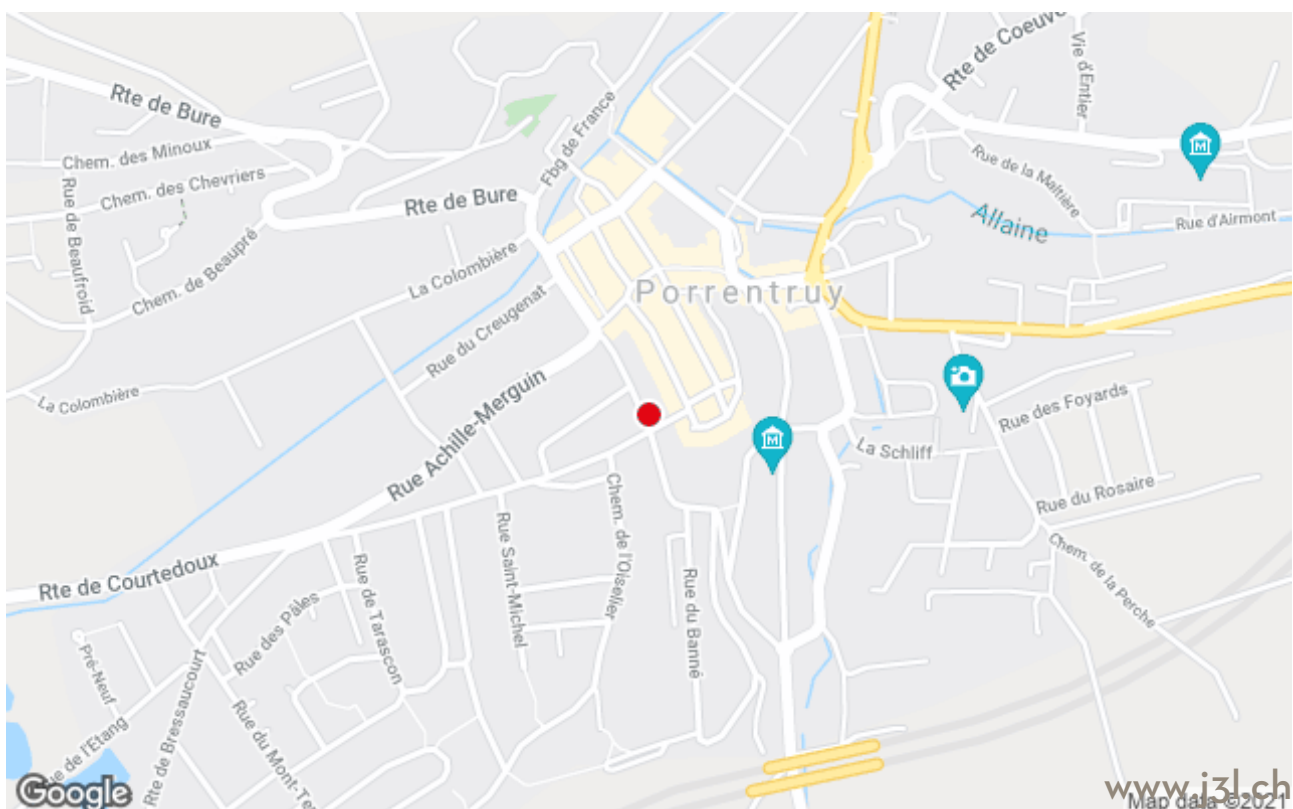 Rte de Coeuve
Vie d'Entier
Rte de Bure
Fbg de France
Chem. des Minoux
Rue de la Maltière
Chem. des Chevriers
Rte de Bure
Rue de Beaufroid
Allaine
Rue d'Airmont
Chem. de Beaupré
La Colombière
Porrentruy
Rue du Creugenat
La Colombière
Rue Achille-Merguin
Rue des Foyards
La Schliff
Rue du Rosaire
Rue Saint-Michel
Chem. de l'Oiselier
Chem. de la Perche
Rte de Courtedoux
Rue de Tarascon
Rue du Banné
Rue des Pâles
Pré-Neuf
Rte de Bressaucourt
Rue de l'Etang
Rue du Mont-Te
Google
www.j3l.ch
Map data ©2021